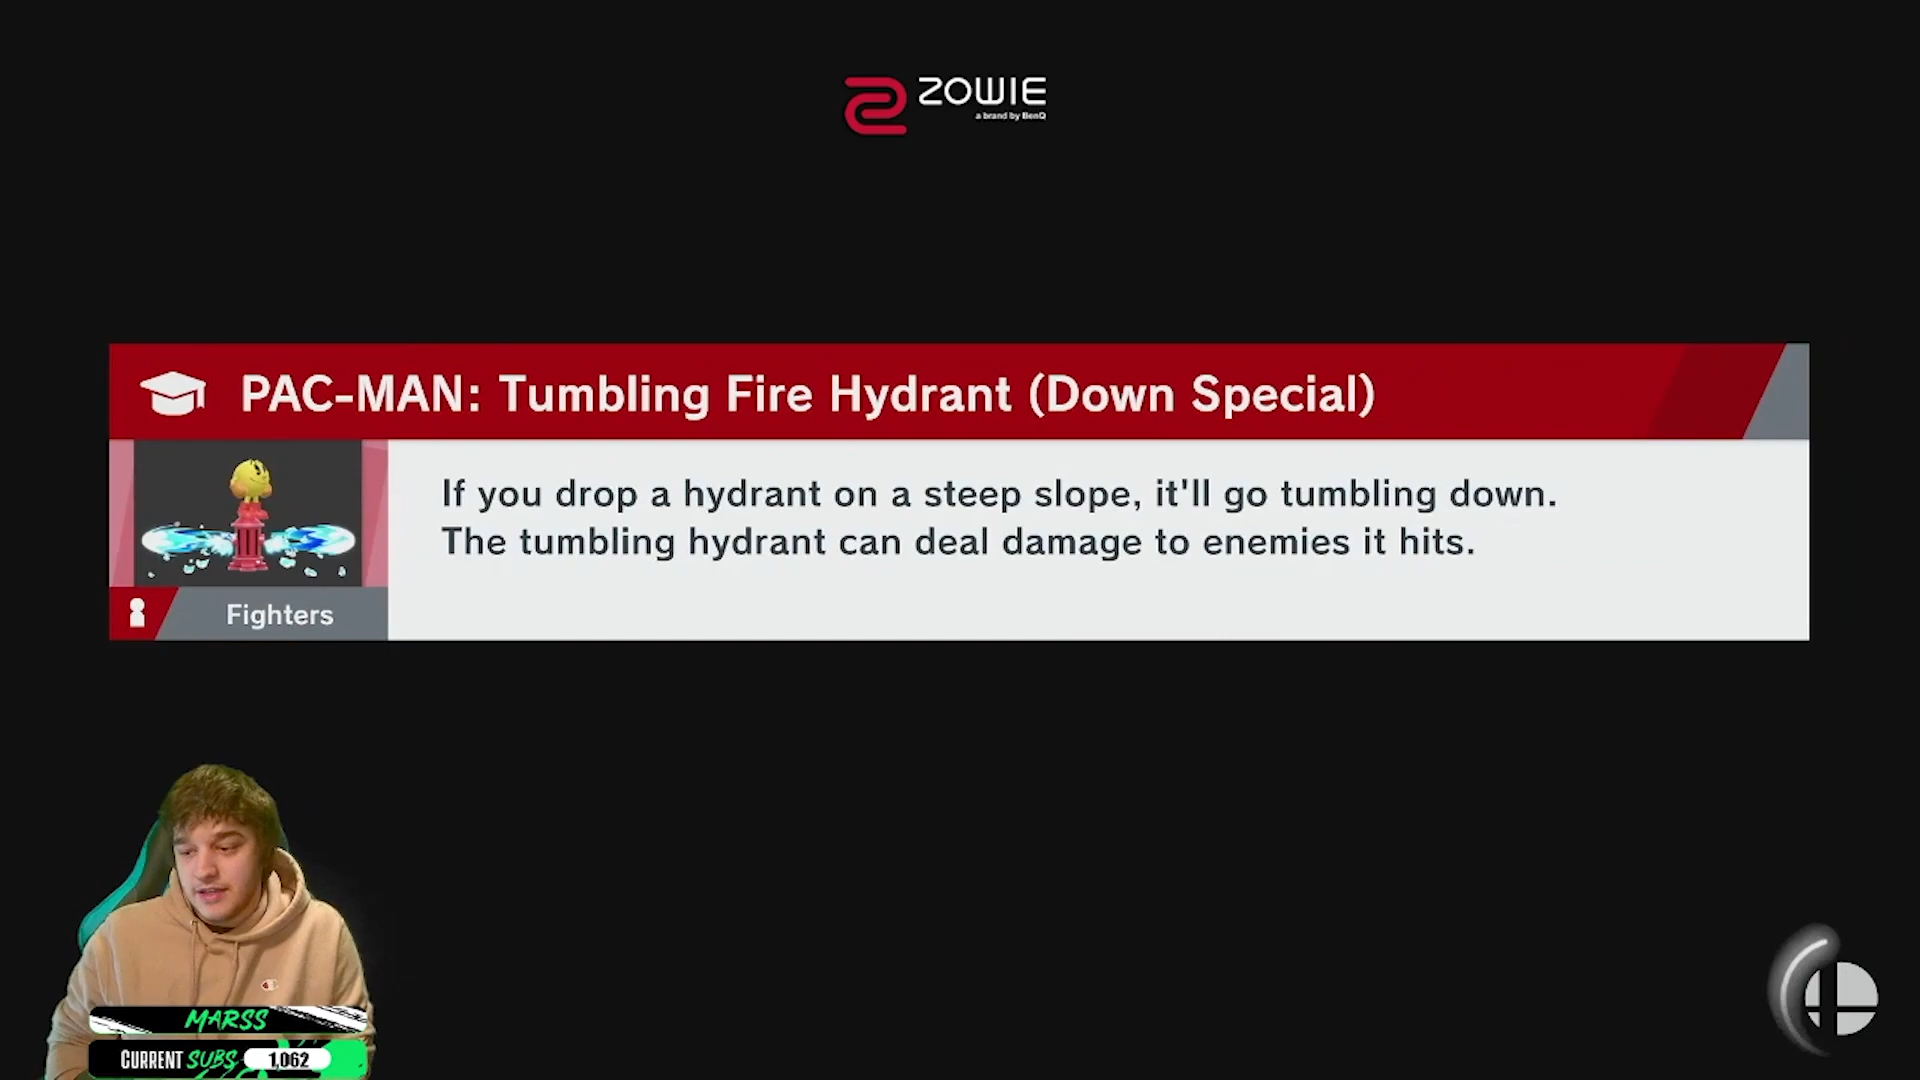 ZOWIE
a brand by BenQ
PAC-MAN: Tumbling Fire Hydrant (Down Special)
If you drop a hydrant on a steep slope, it'll go tumbling down.
The tumbling hydrant can deal damage to enemies it hits.
Fighters
MARSS
CURRENT SUBS 1,062